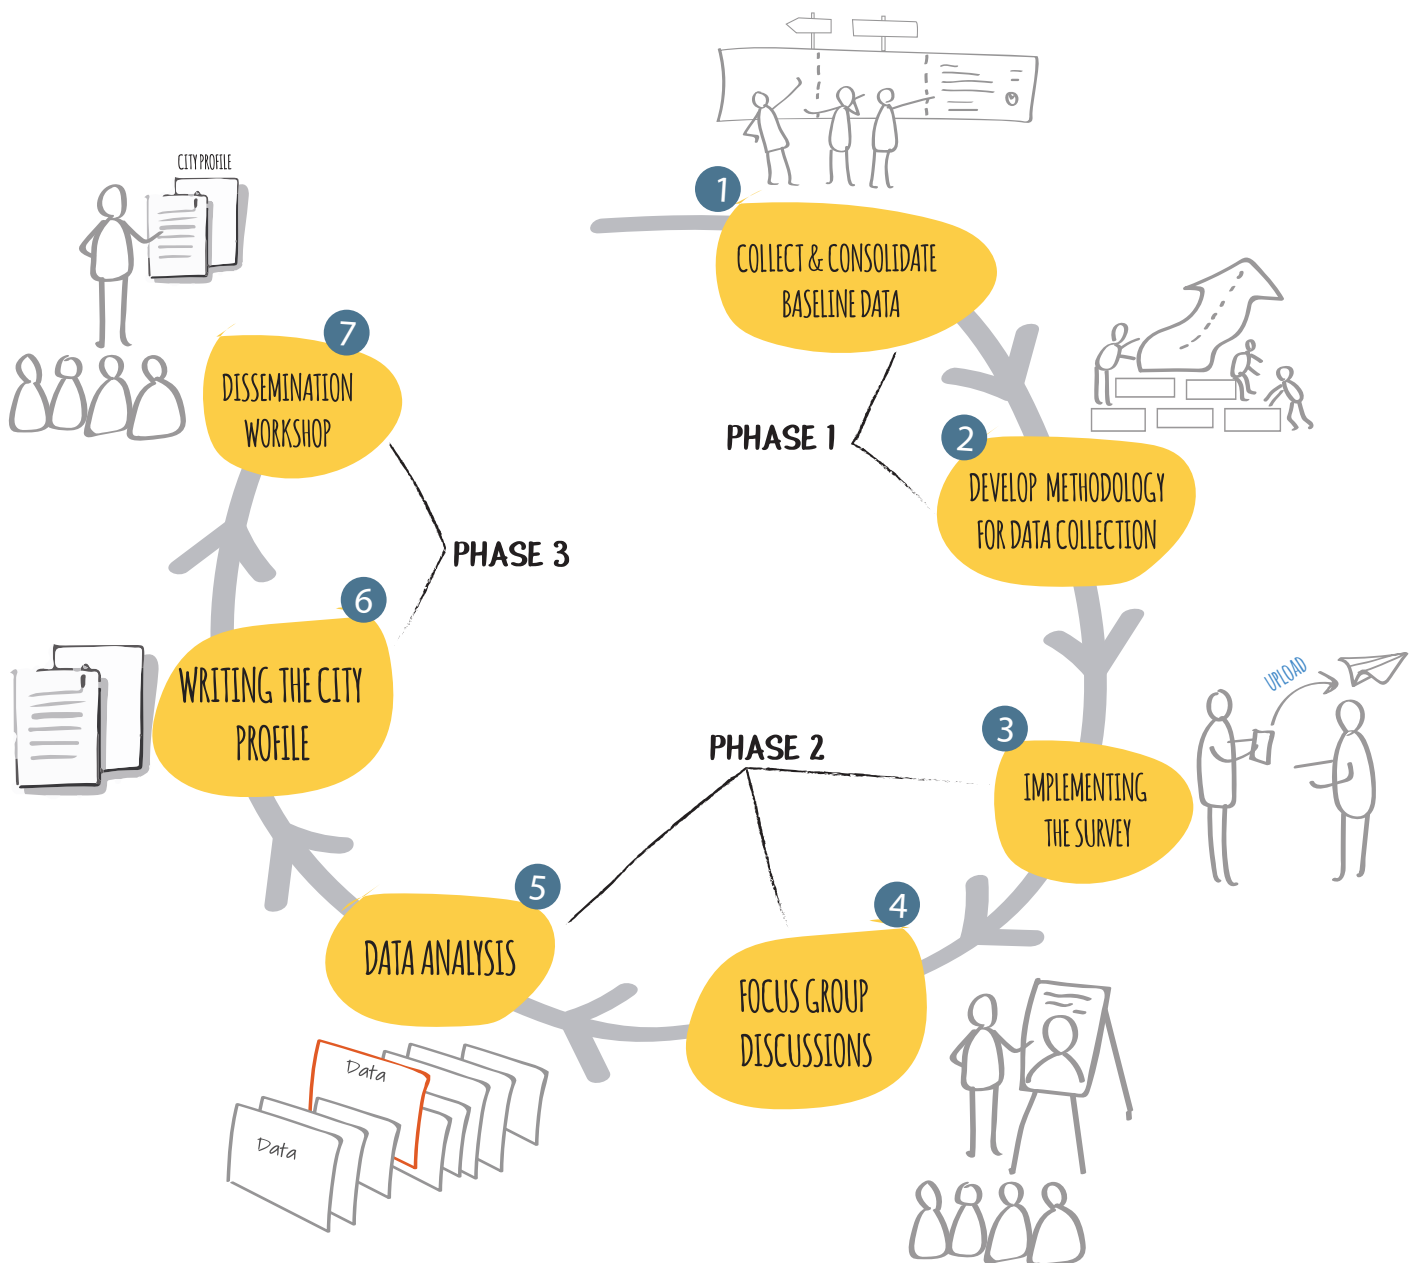 1
COLLECT & CONSOLIDATE
BASELINE DATA
PHASE 1
2
DEVELOP METHODOLOGY
FOR DATA COLLECTION
UPLOAD
3
IMPLEMENTING
THE SURVEY
PHASE 2
4
FOCUS GROUP
DISCUSSIONS
5
DATA ANALYSIS
Data
Data
6
WRITING THE CITY
PROFILE
PHASE 3
7
DISSEMINATION
WORKSHOP
CITY PROFILE